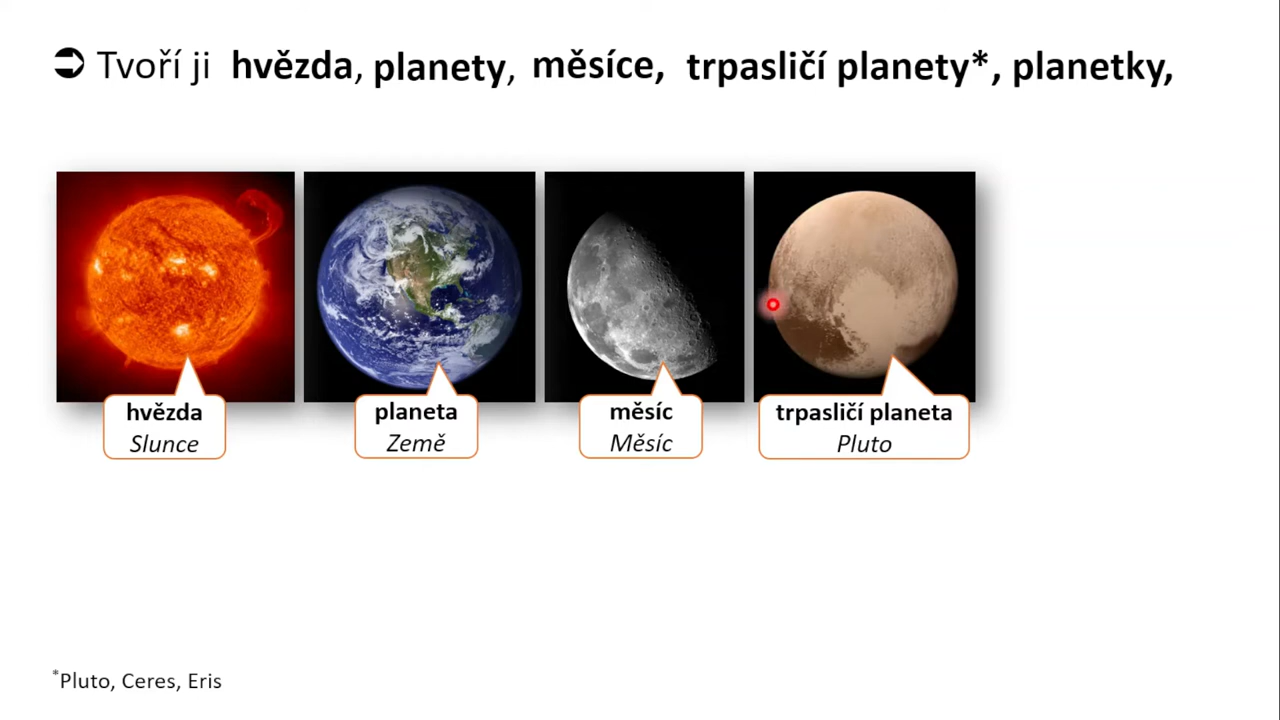 ➲ Tvoří ji hvězda, planety, měsíce, trpasličí planety*, planetky,
hvězda
Slunce
planeta
Země
měsíc
Měsíc
trpasličí planeta
Pluto
*Pluto, Ceres, Eris